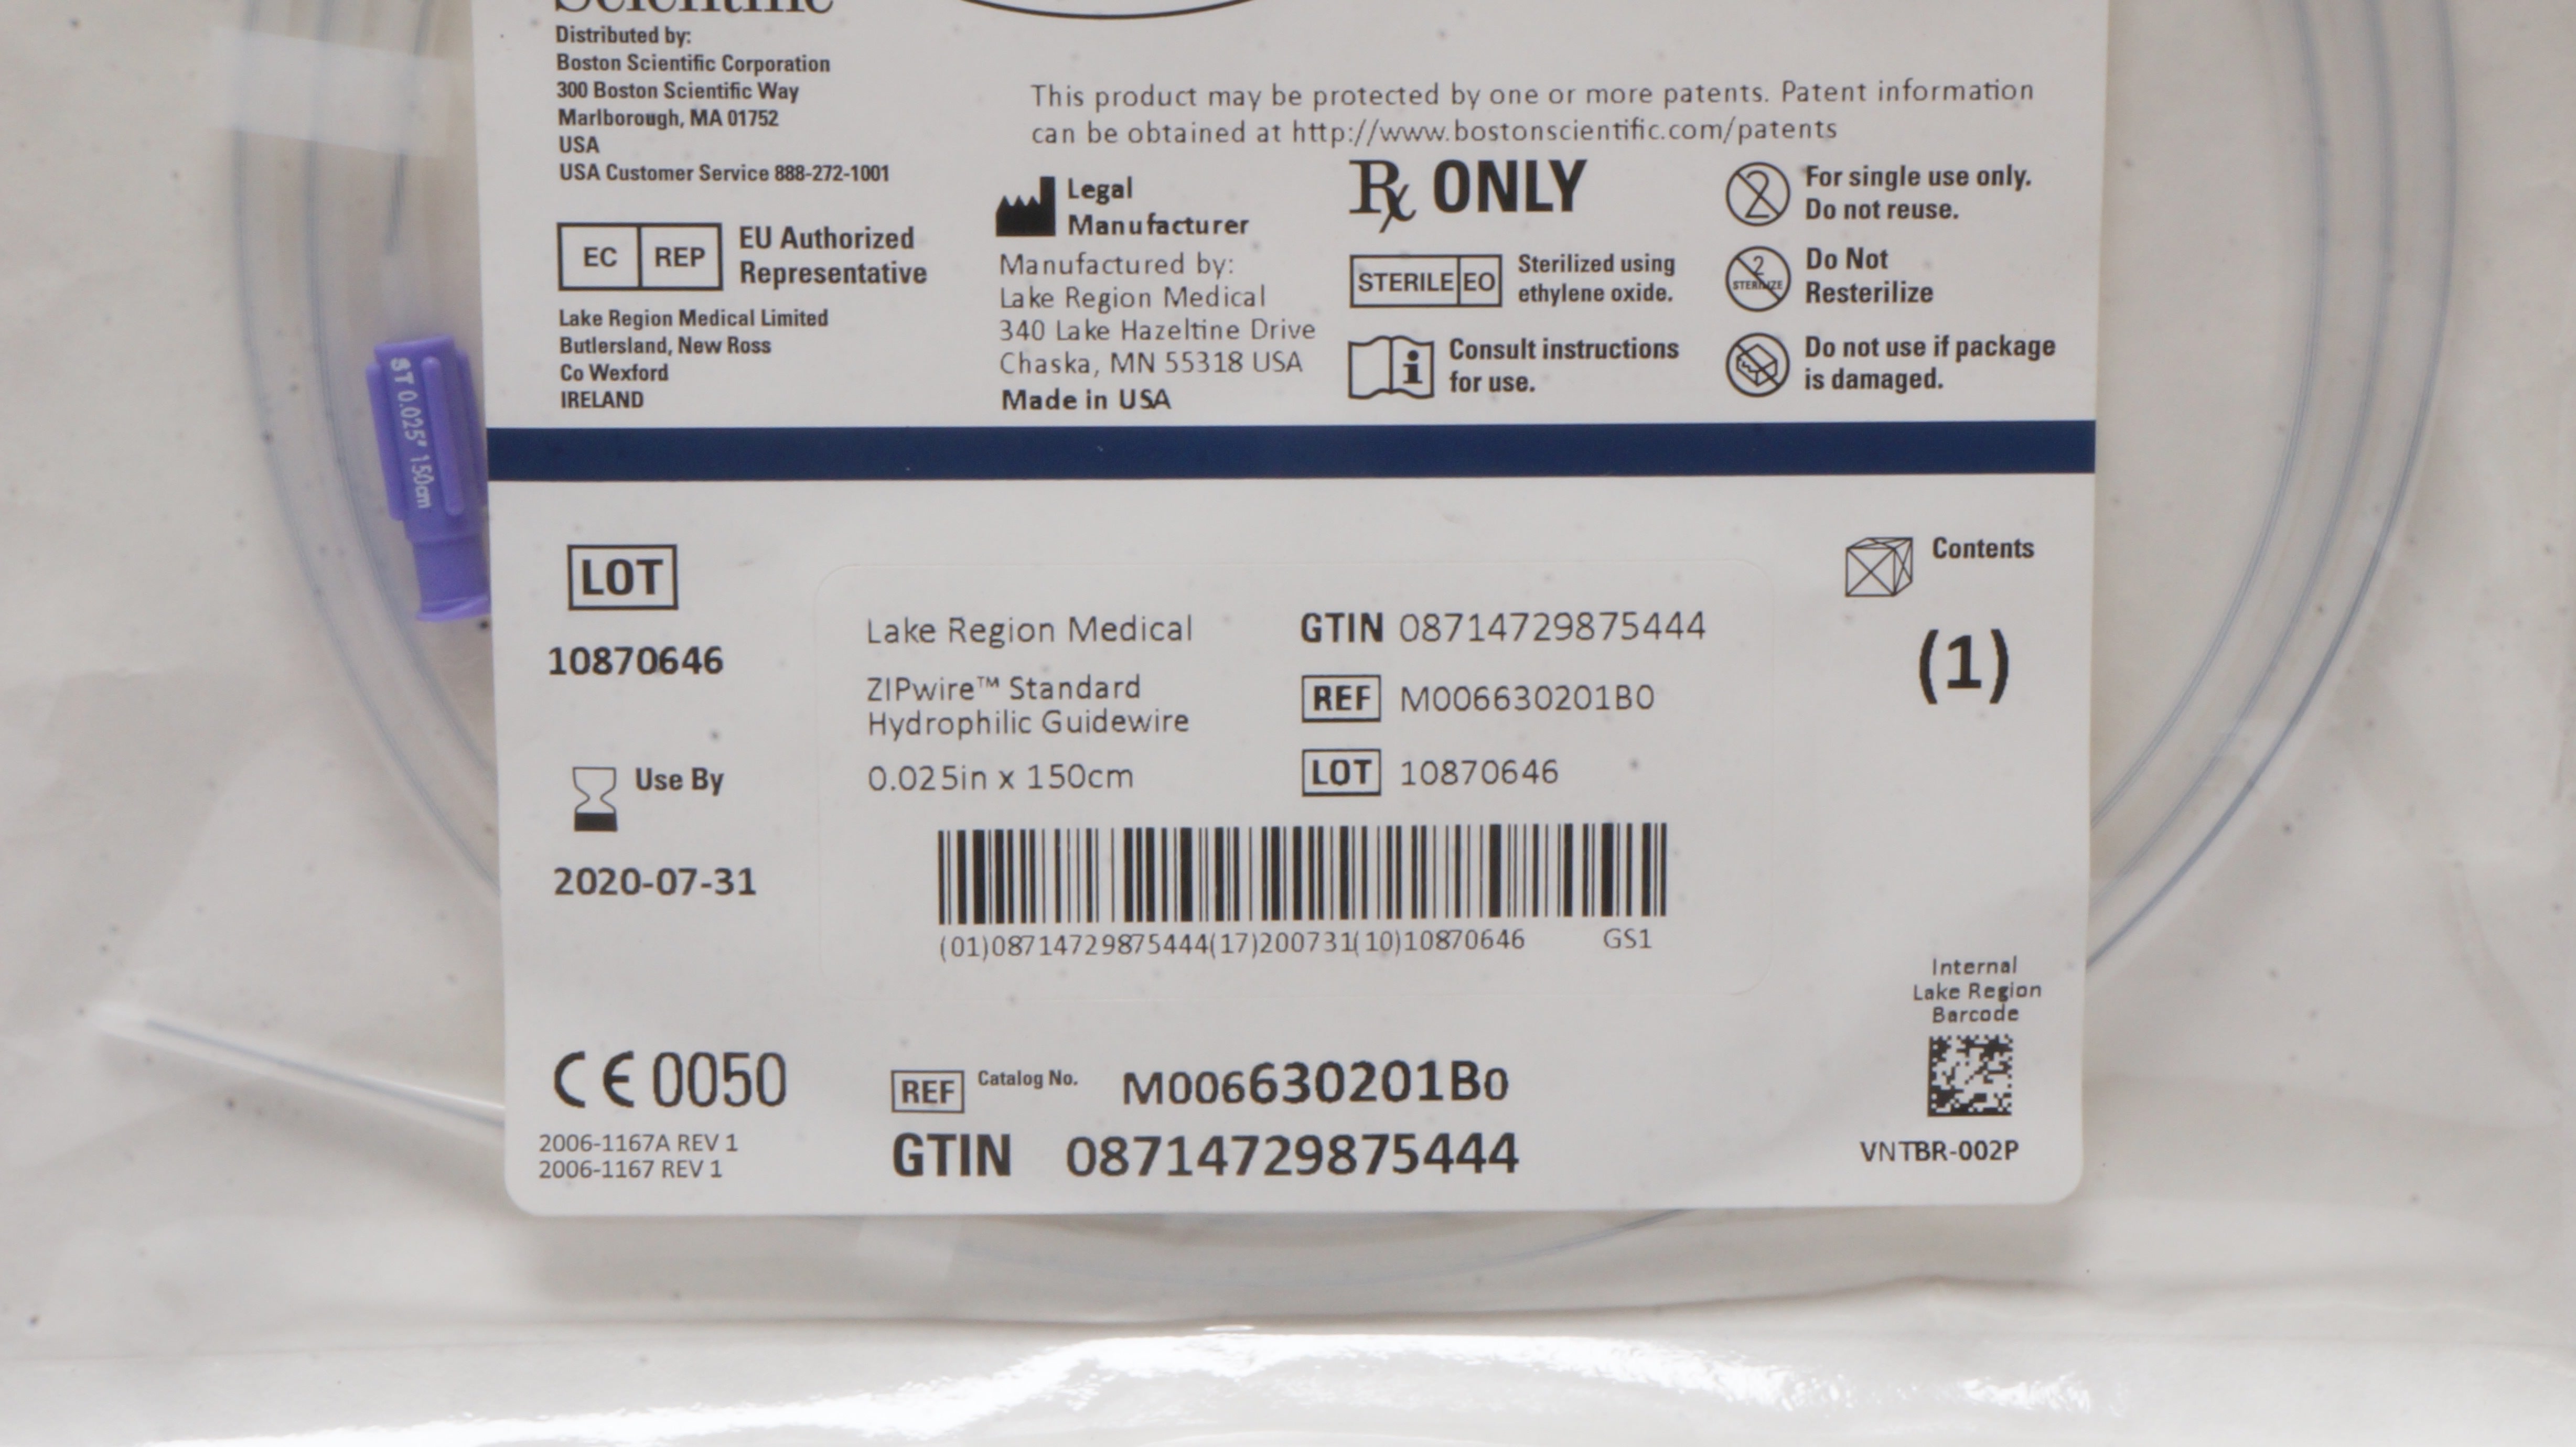 Scientific
Distributed by:
Boston Scientific Corporation
300 Boston Scientific Way
Marlborough, MA 01752
USA
USA Customer Service 888-272-1001
EC REP
EU Authorized
Representative
Lake Region Medical Limited
Butlersland, New Ross
Co Wexford
IRELAND
This product may be protected by one or more patents. Patent information
can be obtained at http://www.bostonscientific.com/patents
Legal
Manufacturer
Manufactured by:
Lake Region Medical
340 Lake Hazeltine Drive
Chaska, MN 55318 USA
Made in USA
Rx ONLY
STERILE EO
Sterilized using
ethylene oxide.
i
Consult instructions
for use.
2
For single use only.
Do not reuse.
2
STERILIZE
Do Not
Resterilize
Do not use if package
is damaged.
ST 0.025" 150cm
LOT
10870646
Use By
2020-07-31
Lake Region Medical
ZIPwire™ Standard
Hydrophilic Guidewire
0.025in x 150cm
GTIN 08714729875444
REF M006630201B0
LOT 10870646
(01)08714729875444(17)200731(10)10870646 GS1
Contents
(1)
Internal
Lake Region
Barcode
VNTBR-002P
CE 0050
2006-1167A REV 1
2006-1167 REV 1
REF Catalog No. M006630201B0
GTIN 08714729875444